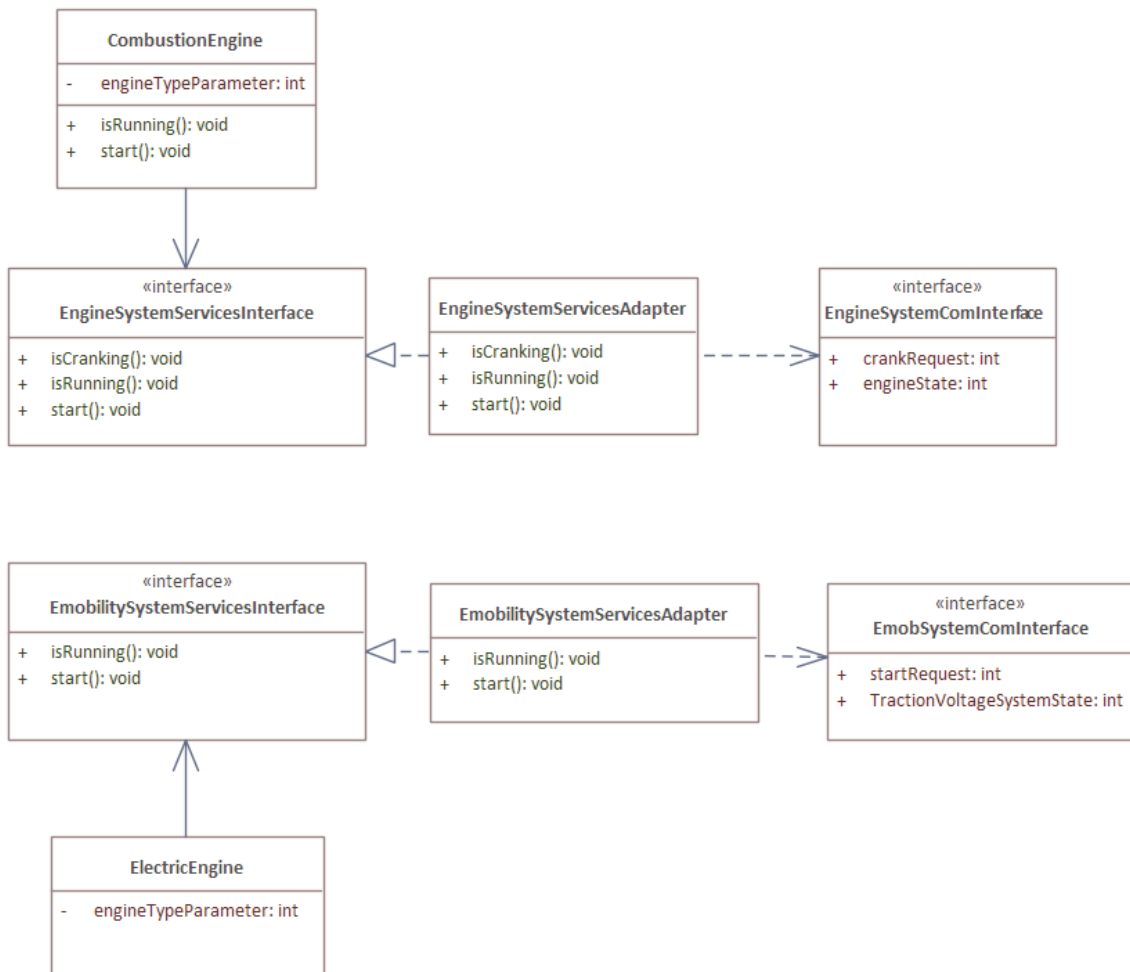 CombustionEngine
- engineTypeParameter: int
+ isRunning(): void
+ start(): void
«interface»
EngineSystemServicesInterface
+ isCranking(): void
+ isRunning(): void
+ start(): void
EngineSystemServicesAdapter
+ isCranking(): void
+ isRunning(): void
+ start(): void
«interface»
EngineSystemComInterface
+ crankRequest: int
+ engineState: int
«interface»
EmobilitySystemServicesInterface
+ isRunning(): void
+ start(): void
EmobilitySystemServicesAdapter
+ isRunning(): void
+ start(): void
«interface»
EmobSystemComInterface
+ startRequest: int
+ TractionVoltageSystemState: int
ElectricEngine
- engineTypeParameter: int